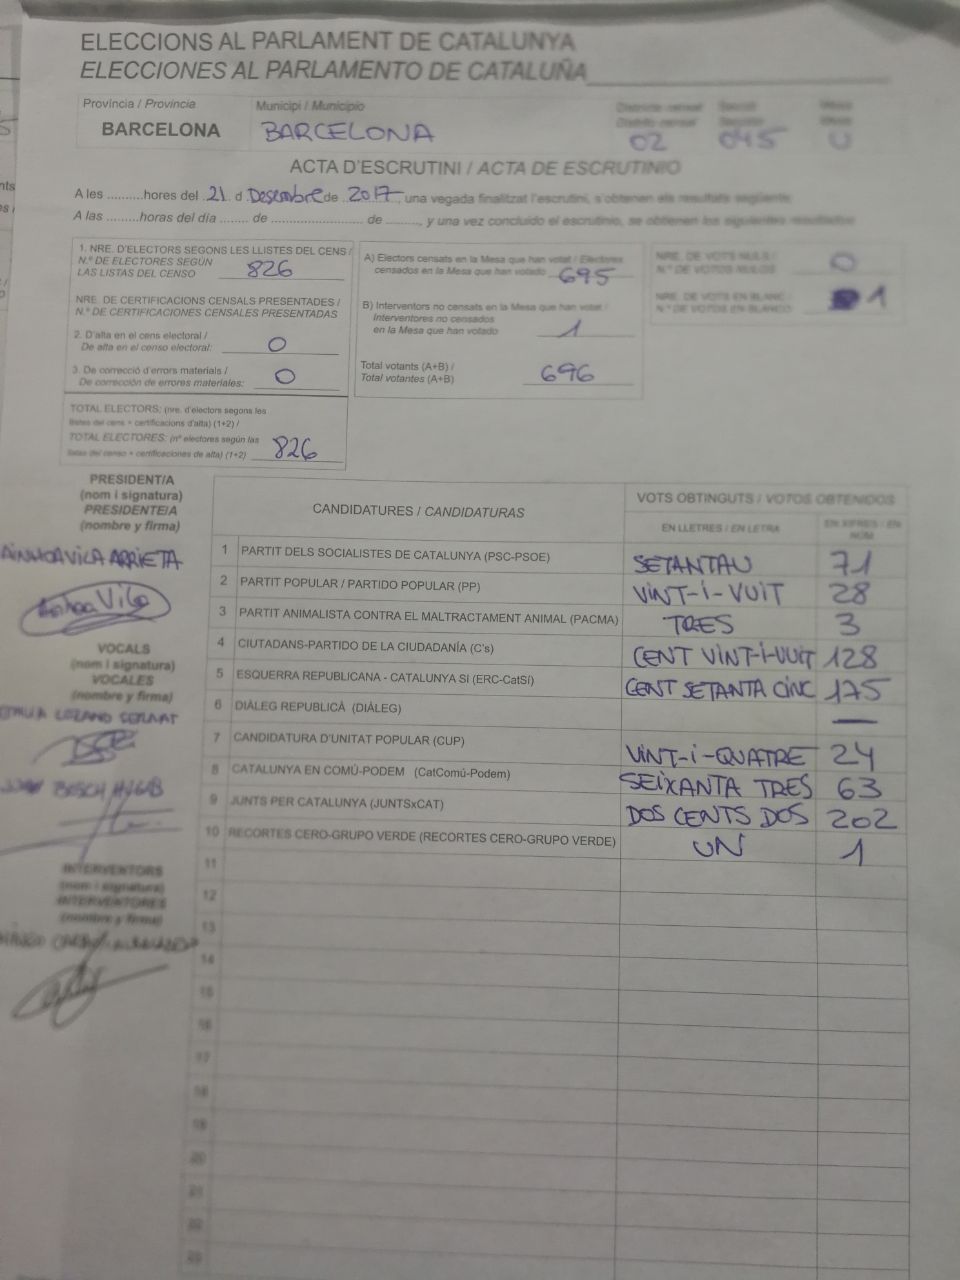 ELECCIONS AL PARLAMENT DE CATALUNYA
ELECCIONES AL PARLAMENTO DE CATALUÑA
Província / Provincia
BARCELONA
Municipi / Municipio
BARCELONA
Districte censal
Distrito censal
02
Secció
Sección
045
U
ACTA D'ESCRUTINI / ACTA DE ESCRUTINIO
A les ..........hores del 21 d Desembre de 2017, una vegada finalitzat l'escrutini, s'obtenen els resultats següents:
A las .........horas del día ........ de ......................... de .........., y una vez concluido el escrutinio, se obtienen los siguientes resultados:
1. NRE. D'ELECTORS SEGONS LES LLISTES DEL CENS /
N.º DE ELECTORES SEGÚN
LAS LISTAS DEL CENSO
826
NRE. DE CERTIFICACIONS CENSALS PRESENTADES /
N.º DE CERTIFICACIONES CENSALES PRESENTADAS
2. D'alta en el cens electoral /
De alta en el censo electoral:
0
3. De correcció d'errors materials /
De corrección de errores materiales:
0
TOTAL ELECTORS: (nre. d'electors segons les
llistes del cens + certificacions d'alta) (1+2) /
TOTAL ELECTORES: (nº electores según las
listas del censo + certificaciones de alta) (1+2)
826
A) Electors censats en la Mesa que han votat / Electores
censados en la Mesa que han votado
695
B) Interventors no censats en la Mesa que han votat /
Interventores no censados
en la Mesa que han votado
1
Total votants (A+B) /
Total votantes (A+B)
696
NRE. DE VOTS NULS /
N.º DE VOTOS NULOS
0
NRE. DE VOTS EN BLANC /
N.º DE VOTOS EN BLANCO
1
PRESIDENT/A
(nom i signatura)
PRESIDENTE/A
(nombre y firma)
AINHOA VILA ARRIETA
Ainhoa Vila
VOCALS
(nom i signatura)
VOCALES
(nombre y firma)
INTERVENTORS
(nom i signatura)
INTERVENTORES
(nombre y firma)
CANDIDATURES / CANDIDATURAS
VOTS OBTINGUTS / VOTOS OBTENIDOS
EN LLETRES / EN LETRA
EN XIFRES / EN
NÚM.
1 PARTIT DELS SOCIALISTES DE CATALUNYA (PSC-PSOE) SETANTAU 71
2 PARTIT POPULAR / PARTIDO POPULAR (PP) VINT-I-VUIT 28
3 PARTIT ANIMALISTA CONTRA EL MALTRACTAMENT ANIMAL (PACMA) TRES 3
4 CIUTADANS-PARTIDO DE LA CIUDADANÍA (C's) CENT VINT-I-VUIT 128
5 ESQUERRA REPUBLICANA - CATALUNYA SÍ (ERC-CatSí) CENT SETANTA CINC 175
6 DIÀLEG REPUBLICÀ (DIÀLEG) —
7 CANDIDATURA D'UNITAT POPULAR (CUP) VINT-I-QUATRE 24
8 CATALUNYA EN COMÚ-PODEM (CatComú-Podem) SEIXANTA TRES 63
9 JUNTS PER CATALUNYA (JUNTSxCAT) DOS CENTS DOS 202
10 RECORTES CERO-GRUPO VERDE (RECORTES CERO-GRUPO VERDE) UN 1
11
12
13
14
15
16
17
18
19
20
21
22
23